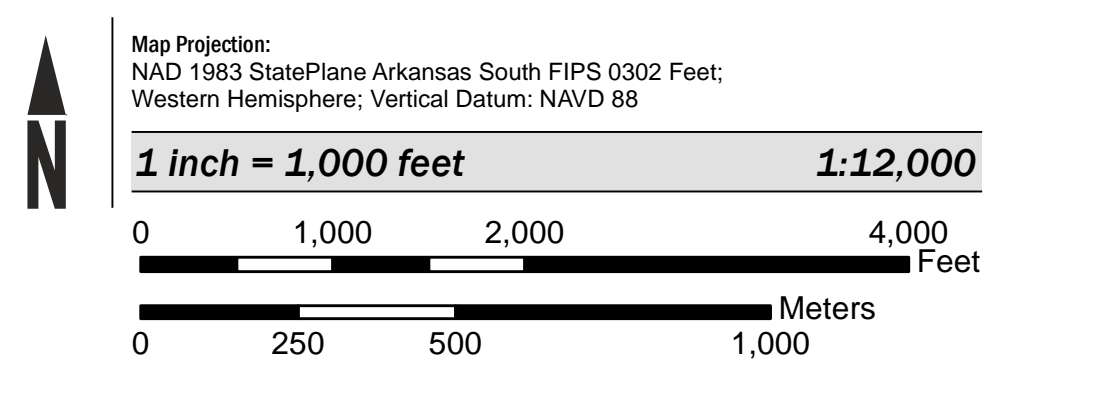 N
Map Projection:
NAD 1983 StatePlane Arkansas South FIPS 0302 Feet;
Western Hemisphere; Vertical Datum: NAVD 88
1 inch = 1,000 feet 1:12,000
0 1,000 2,000 4,000
Feet
Meters
0 250 500 1,000